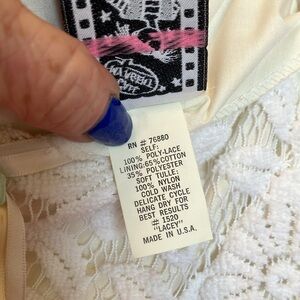 RN # 76880
SELF:
100% POLY-LACE
LINING:65%COTTON
35% POLYESTER
SOFT TULLE:
100% NYLON
COLD WASH
DELICATE CYCLE
HANG DRY FOR
BEST RESULTS
# 1520
"LACEY"
MADE IN U.S.A.